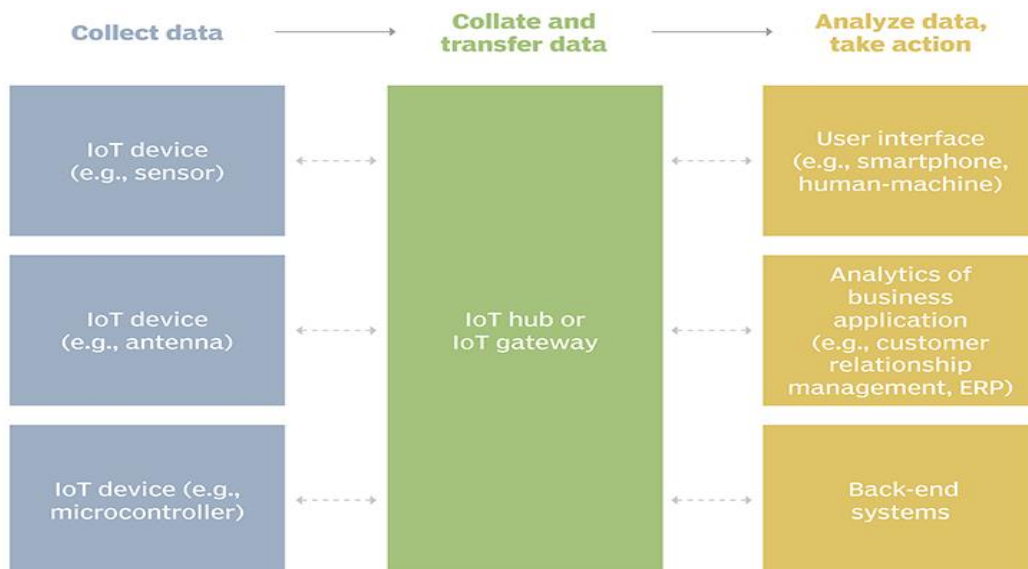 Collect data
Collate and
transfer data
Analyze data,
take action
IoT device
(e.g., sensor)
IoT device
(e.g., antenna)
IoT device (e.g.,
microcontroller)
IoT hub or
IoT gateway
User interface
(e.g., smartphone,
human-machine)
Analytics of
business
application
(e.g., customer
relationship
management, ERP)
Back-end
systems